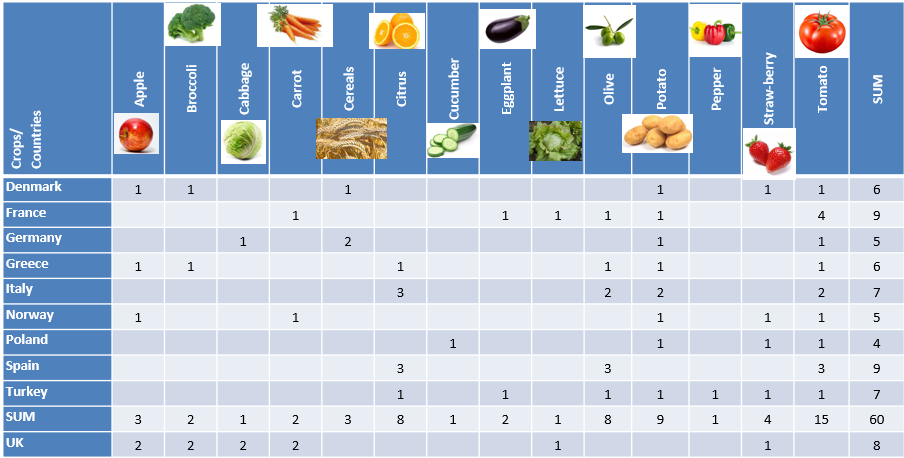 Crops/ Countries Apple Broccoli Cabbage Carrot Cereals Citrus Cucumber Eggplant Lettuce Olive Potato Pepper Straw-berry Tomato SUM
Denmark 1 1 1 1 1 1 6
France 1 1 1 1 1 4 9
Germany 1 2 1 1 5
Greece 1 1 1 1 1 1 6
Italy 3 2 2 2 7
Norway 1 1 1 1 1 5
Poland 1 1 1 1 4
Spain 3 3 3 9
Turkey 1 1 1 1 1 1 1 7
SUM 3 2 1 2 3 8 1 2 1 8 9 1 4 15 60
UK 2 2 2 2 1 1 8